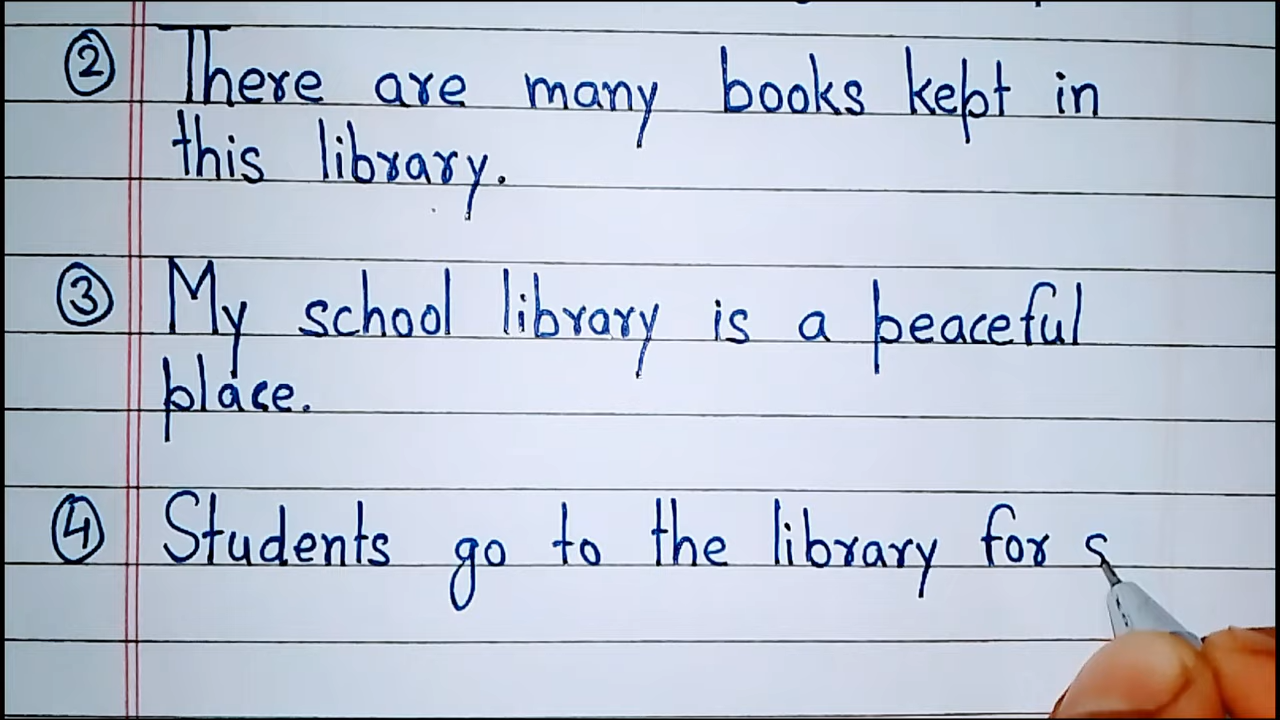 ② There are many books kept in
this library.
③ My school library is a peaceful
place.
④ Students go to the library for s